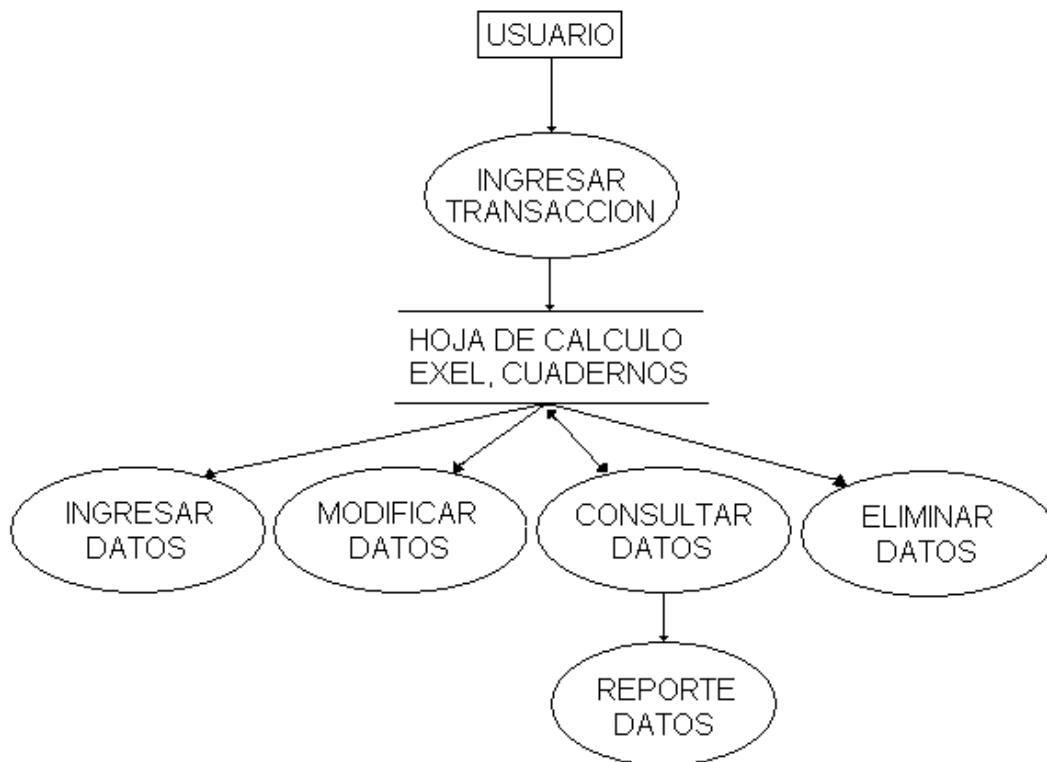 USUARIO
INGRESAR
TRANSACCION
HOJA DE CALCULO
EXEL, CUADERNOS
INGRESAR
DATOS
MODIFICAR
DATOS
CONSULTAR
DATOS
ELIMINAR
DATOS
REPORTE
DATOS